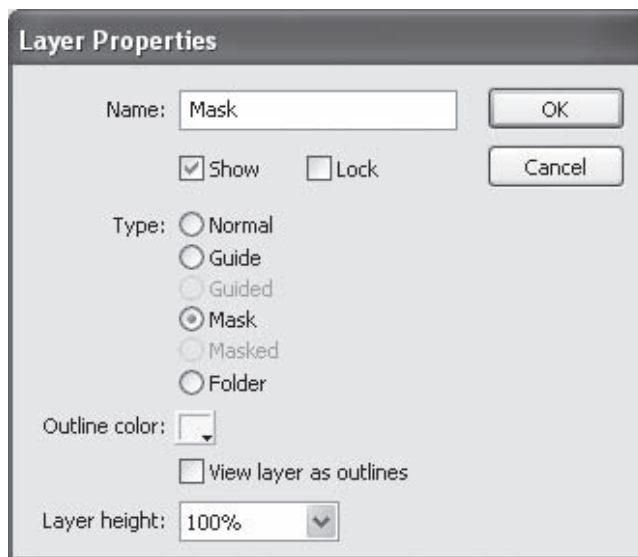 Layer Properties
Name: Mask OK
Show Lock Cancel
Type: Normal
Guide
Guided
Mask
Masked
Folder
Outline color:
View layer as outlines
Layer height: 100%